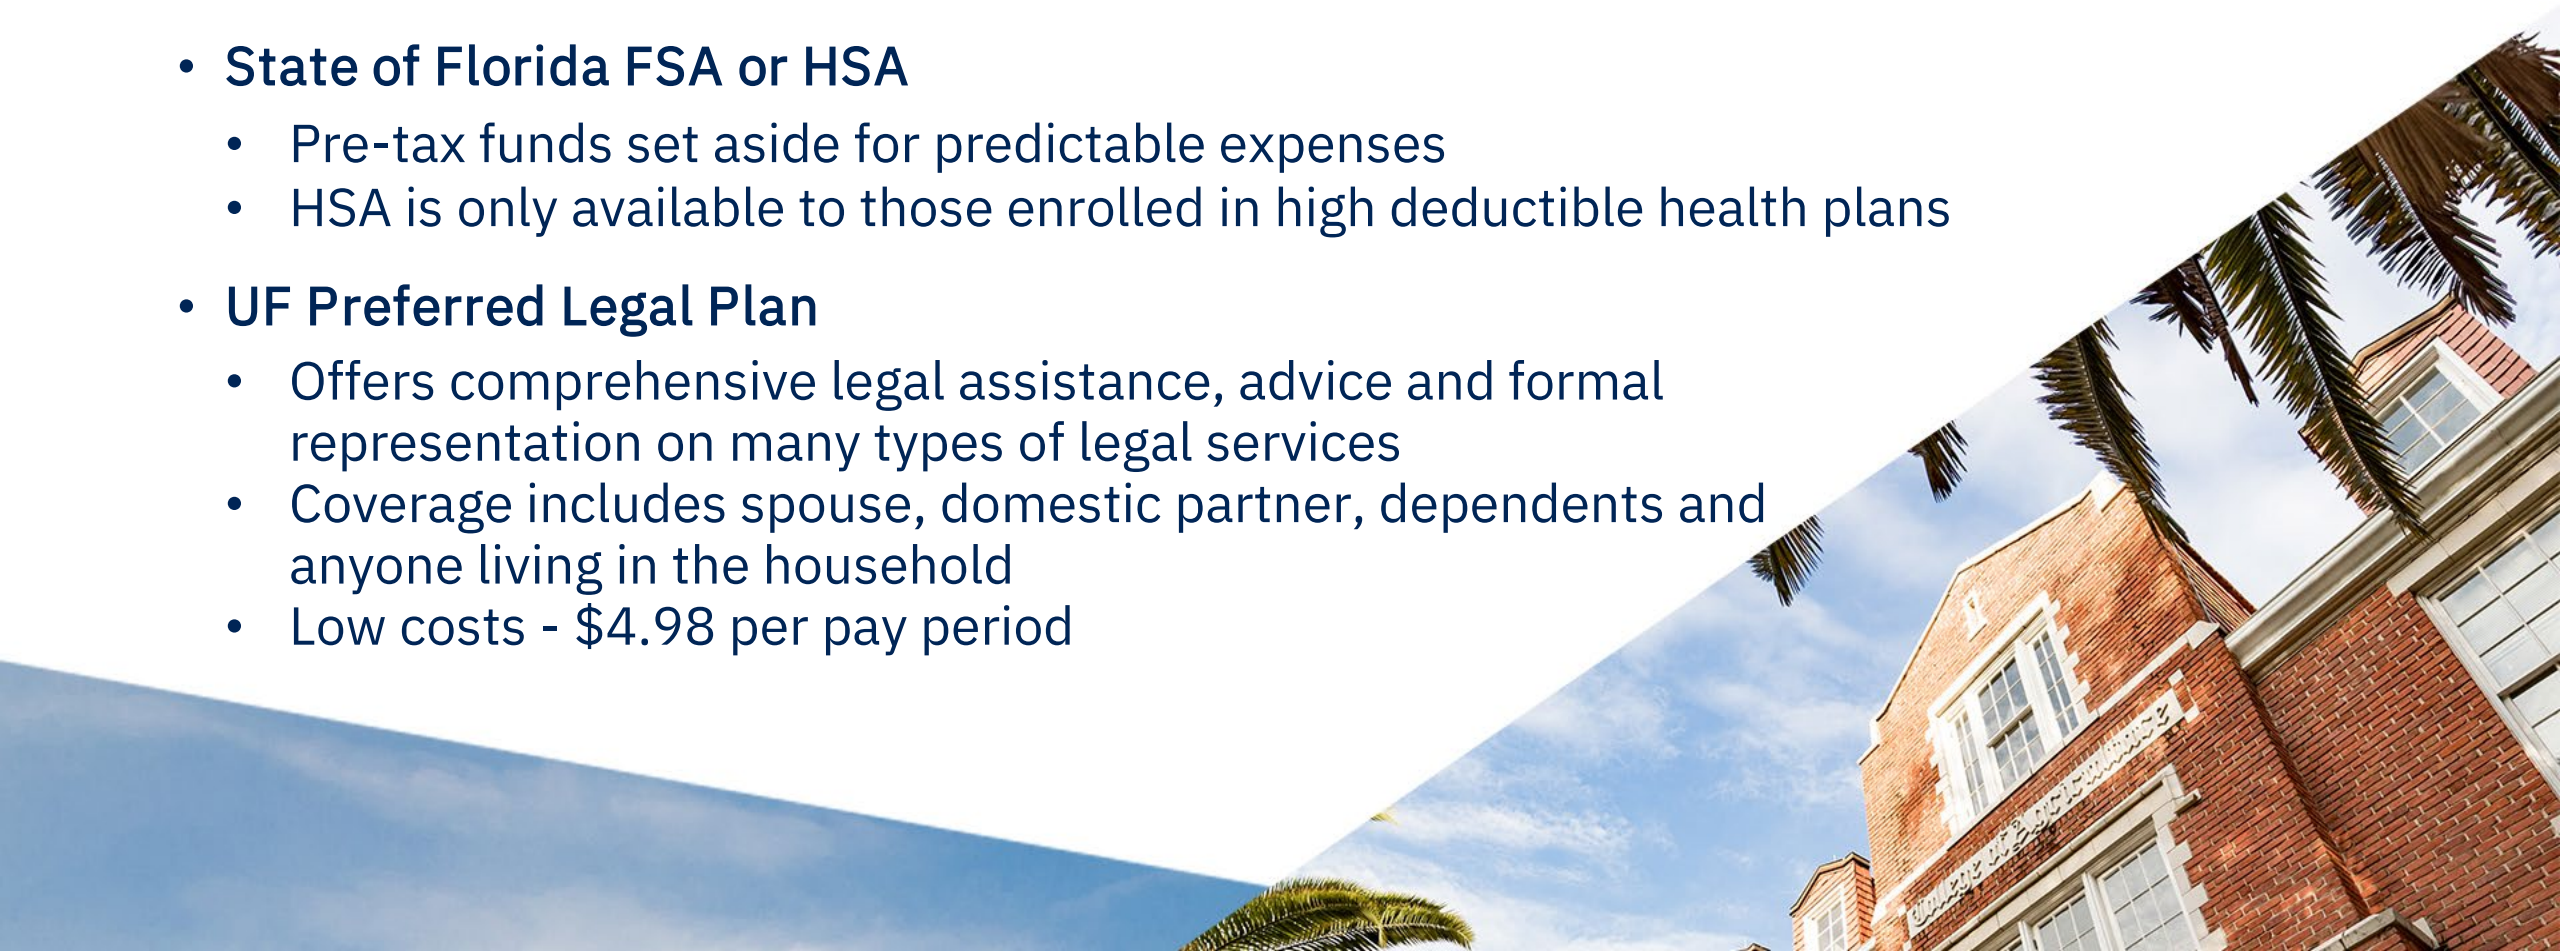 • State of Florida FSA or HSA
• Pre-tax funds set aside for predictable expenses
• HSA is only available to those enrolled in high deductible health plans
• UF Preferred Legal Plan
• Offers comprehensive legal assistance, advice and formal
representation on many types of legal services
• Coverage includes spouse, domestic partner, dependents and
anyone living in the household
• Low costs - $4.98 per pay period
College of Agriculture